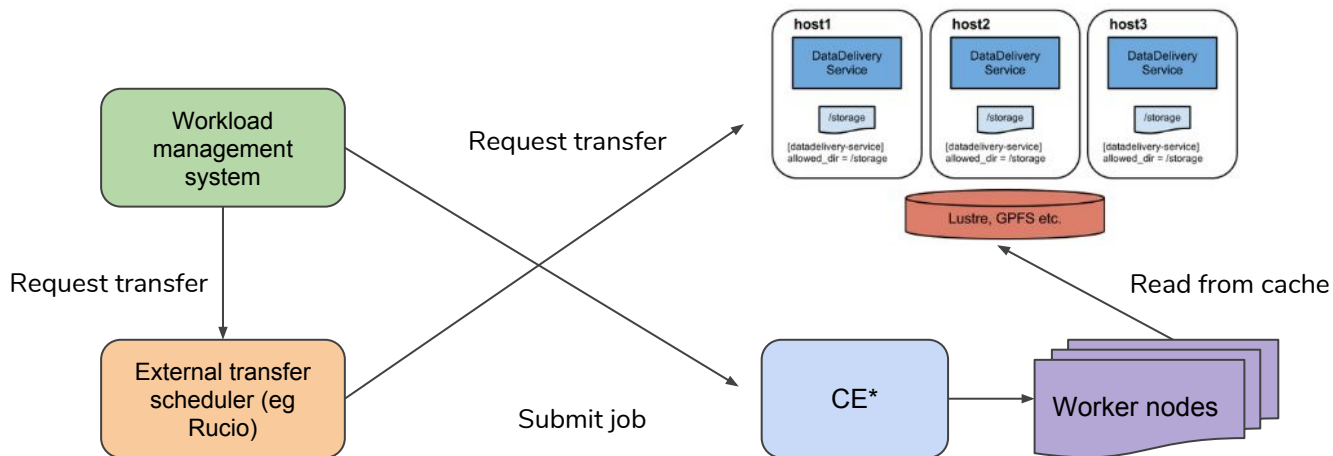 host1
host2
host3
DataDelivery
Service
DataDelivery
Service
DataDelivery
Service
/storage
/storage
/storage
[datadelivery-service]
allowed_dir = /storage
[datadelivery-service]
allowed_dir = /storage
[datadelivery-service]
allowed_dir = /storage
Workload
management
system
Request transfer
Lustre, GPFS etc.
Request transfer
Read from cache
External transfer
scheduler (eg
Rucio)
Submit job
CE*
Worker nodes